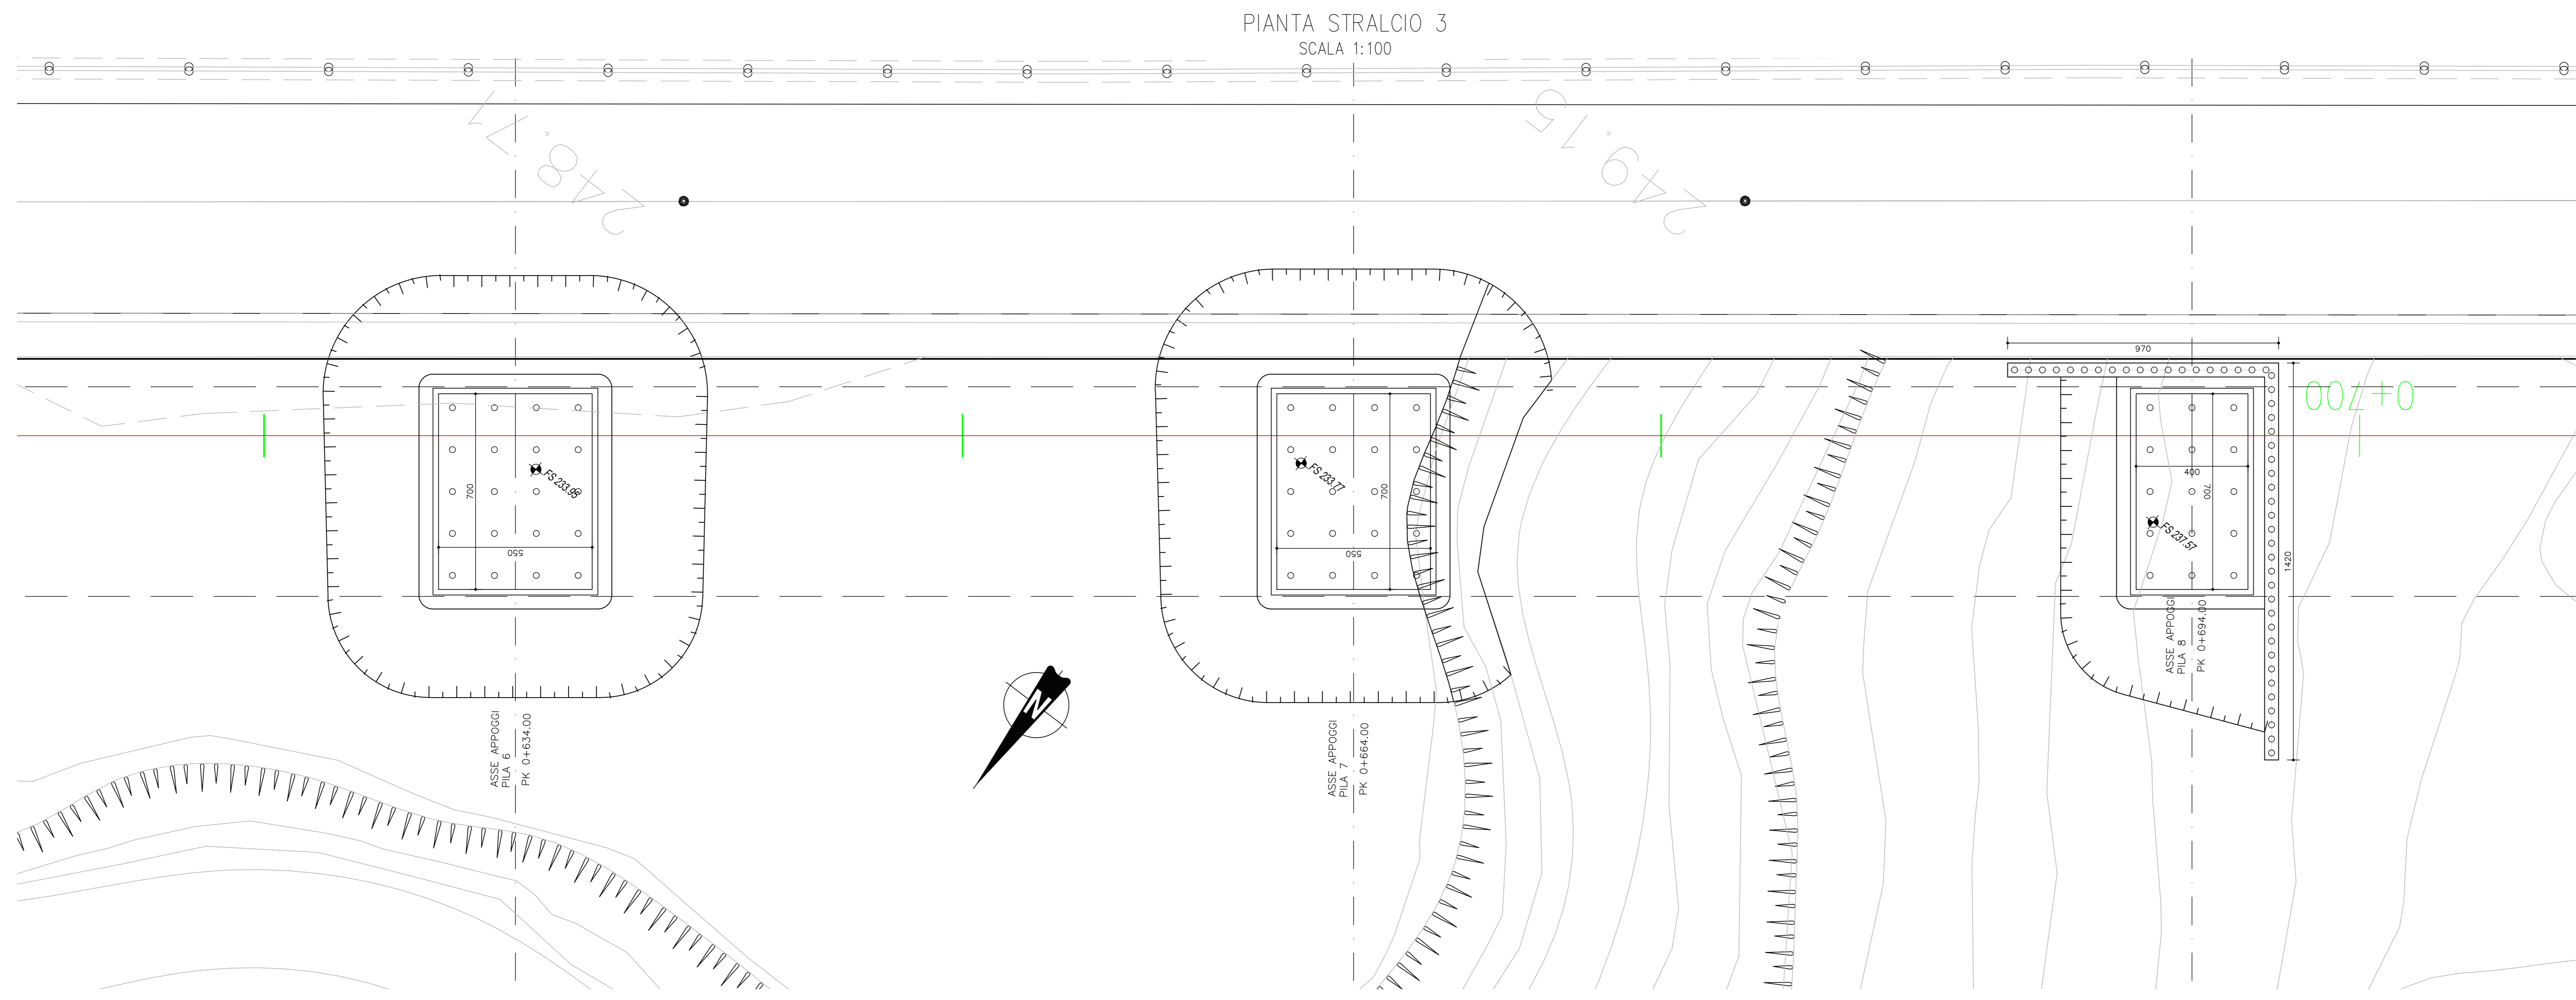 PIANTA STRALCIO 3
SCALA 1:100
248.71
249.15
970
0+700
700
FS 233.95
550
700
FS 233.77
550
400
700
FS 237.57
1420
ASSE APPOGGI
PILA 8
PK 0+694.00
N
ASSE APPOGGI
PILA 6
PK 0+634.00
ASSE APPOGGI
PILA 7
PK 0+664.00